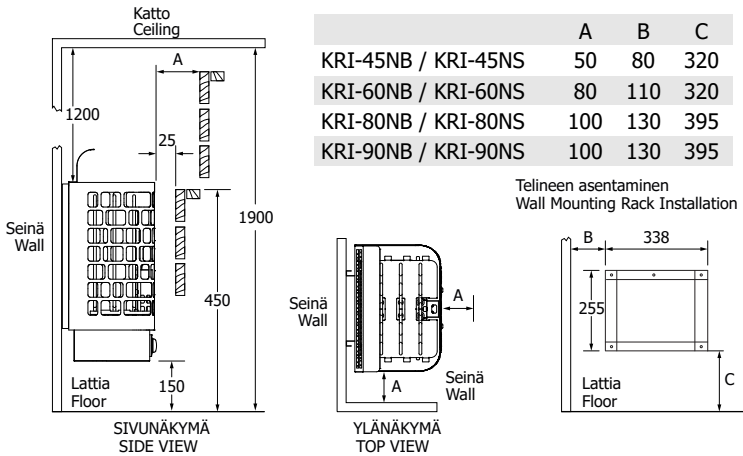 Katto
Ceiling
A
1200
25
1900
Seinä
Wall
450
Lattia
Floor
150
SIVUNÄKYMÄ
SIDE VIEW
A B C
KRI-45NB / KRI-45NS 50 80 320
KRI-60NB / KRI-60NS 80 110 320
KRI-80NB / KRI-80NS 100 130 395
KRI-90NB / KRI-90NS 100 130 395
Seinä
Wall
A
A
Seinä
Wall
YLÄNÄKYMÄ
TOP VIEW
Telineen asentaminen
Wall Mounting Rack Installation
B
338
255
Lattia
Floor
C